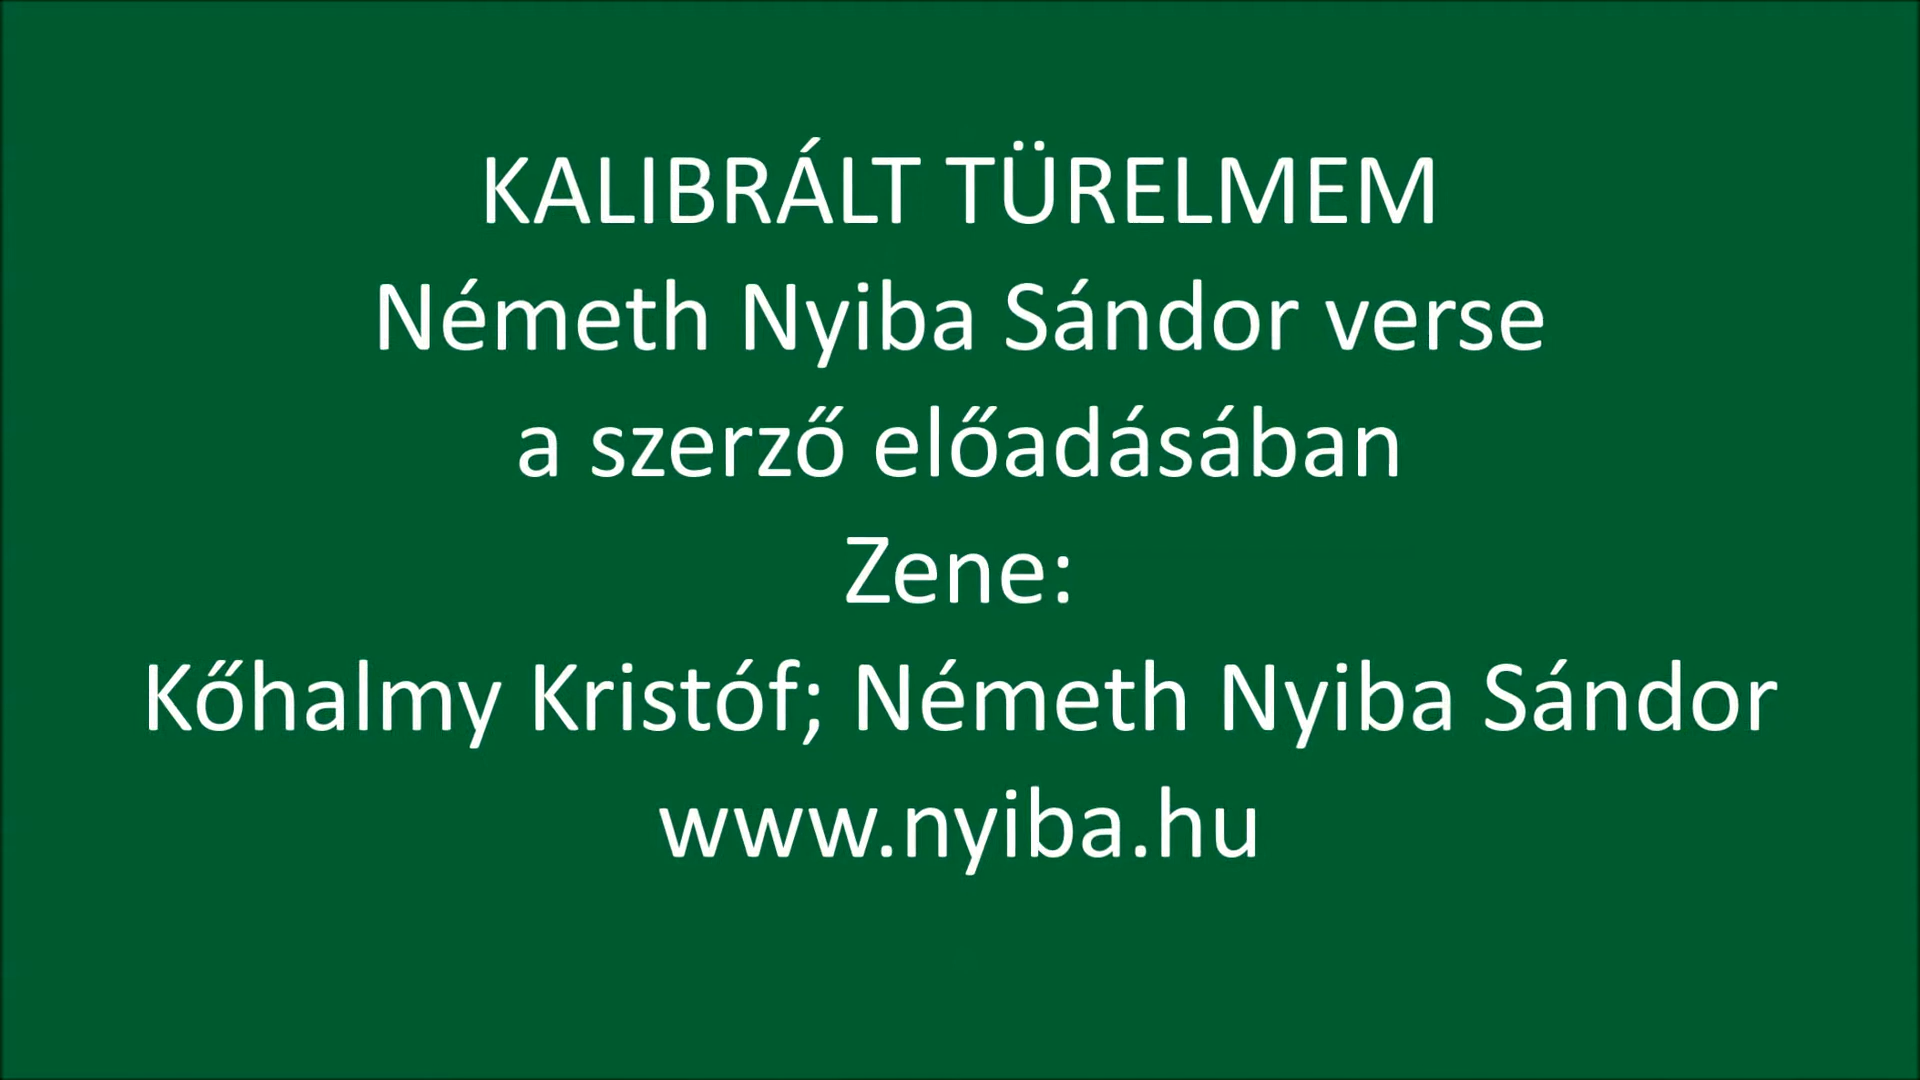 KALIBRÁLT TÜRELMEM
Németh Nyiba Sándor verse
a szerző előadásában
Zene:
Kőhalmy Kristóf; Németh Nyiba Sándor
www.nyiba.hu